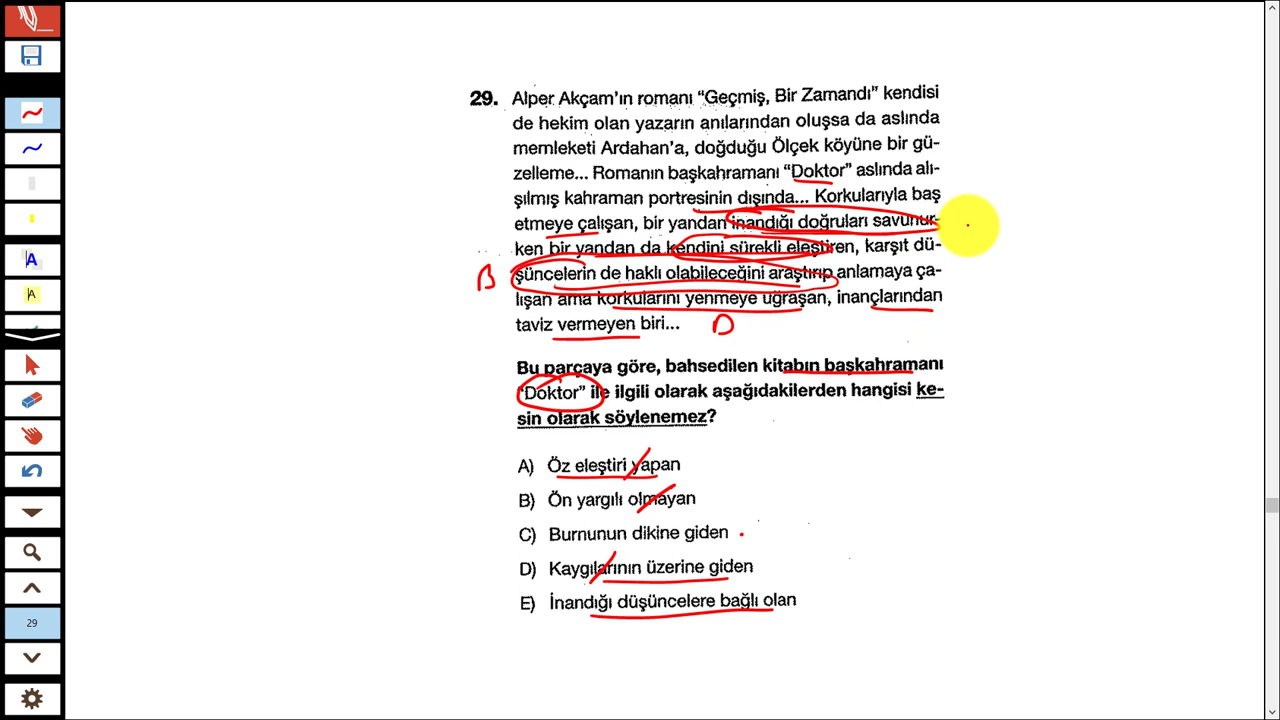 29. Alper Akçam’ın romanı “Geçmiş, Bir Zamandı” kendisi
de hekim olan yazarın anılarından oluşsa da aslında
memleketi Ardahan’a, doğduğu Ölçek köyüne bir gü-
zelleme... Romanın başkahramanı “Doktor” aslında alı-
şılmış kahraman portresinin dışında... Korkularıyla baş
etmeye çalışan, bir yandan inandığı doğruları savunur-
ken bir yandan da kendini sürekli eleştiren, karşıt dü-
B şüncelerin de haklı olabileceğini araştırıp anlamaya ça-
lışan ama korkularını yenmeye uğraşan, inançlarından
taviz vermeyen biri... D
Bu parçaya göre, bahsedilen kitabın başkahramanı
“Doktor” ile ilgili olarak aşağıdakilerden hangisi ke-
sin olarak söylenemez?
A) Öz eleştiri yapan
B) Ön yargılı olmayan
C) Burnunun dikine giden
D) Kaygılarının üzerine giden
E) İnandığı düşüncelere bağlı olan
A
A
29